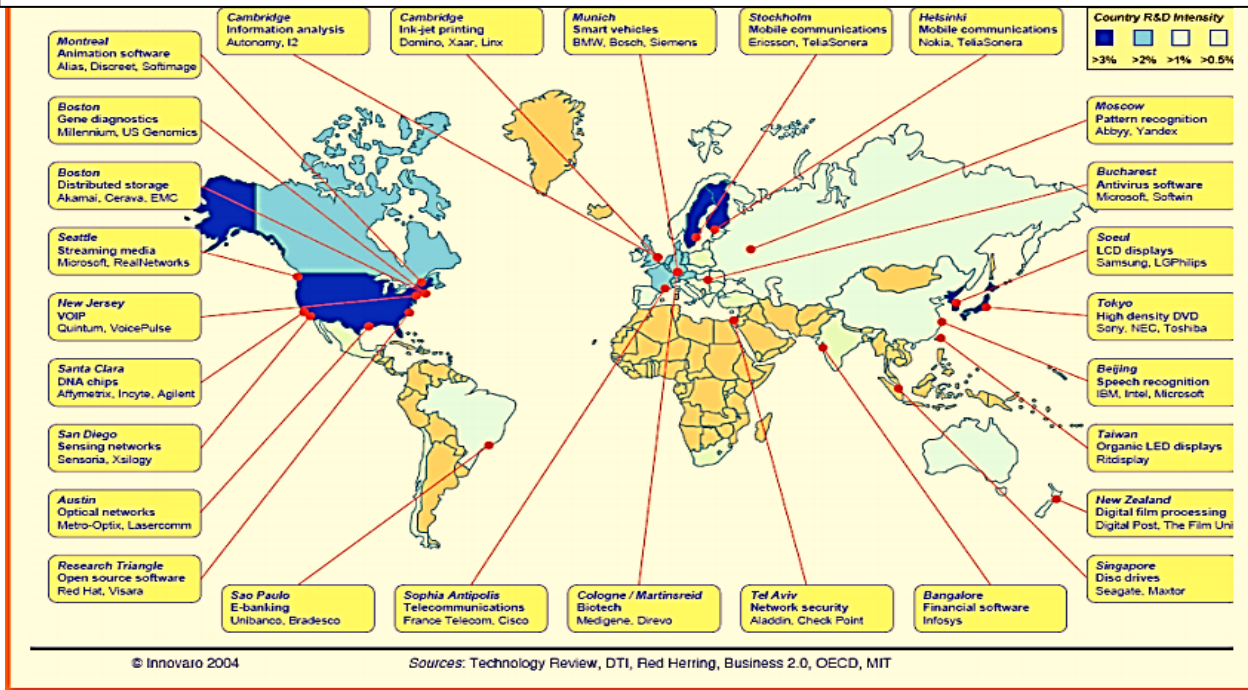 Cambridge
Information analysis
Autonomy, I2
Cambridge
Ink-jet printing
Domino, Xaar, Linx
Munich
Smart vehicles
BMW, Bosch, Siemens
Stockholm
Mobile communications
Ericsson, TeliaSonera
Helsinki
Mobile communications
Nokia, TeliaSonera
Country R&D Intensity
>3% >2% >1% >0.5%
Montreal
Animation software
Alias, Discreet, Softimage
Boston
Gene diagnostics
Millennium, US Genomics
Boston
Distributed storage
Akamai, Cerava, EMC
Seattle
Streaming media
Microsoft, RealNetworks
New Jersey
VOIP
Quintum, VoicePulse
Santa Clara
DNA chips
Affymetrix, Incyte, Agilent
San Diego
Sensing networks
Sensoria, Xsilogy
Austin
Optical networks
Metro-Optix, Lasercomm
Research Triangle
Open source software
Red Hat, Visara
Moscow
Pattern recognition
Abbyy, Yandex
Bucharest
Antivirus software
Microsoft, Softwin
Soeul
LCD displays
Samsung, LGPhilips
Tokyo
High density DVD
Sony, NEC, Toshiba
Beijing
Speech recognition
IBM, Intel, Microsoft
Taiwan
Organic LED displays
Ritdisplay
New Zealand
Digital film processing
Digital Post, The Film Uni
Singapore
Disc drives
Seagate, Maxtor
Sao Paulo
E-banking
Unibanco, Bradesco
Sophia Antipolis
Telecommunications
France Telecom, Cisco
Cologne / Martinsreid
Biotech
Medigene, Direvo
Tel Aviv
Network security
Aladdin, Check Point
Bangalore
Financial software
Infosys
© Innovaro 2004
Sources: Technology Review, DTI, Red Herring, Business 2.0, OECD, MIT